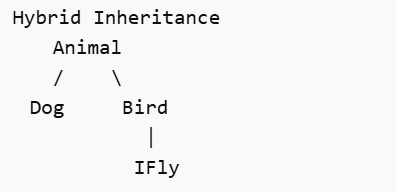 Hybrid Inheritance
Animal
/ \
Dog Bird
|
IFly